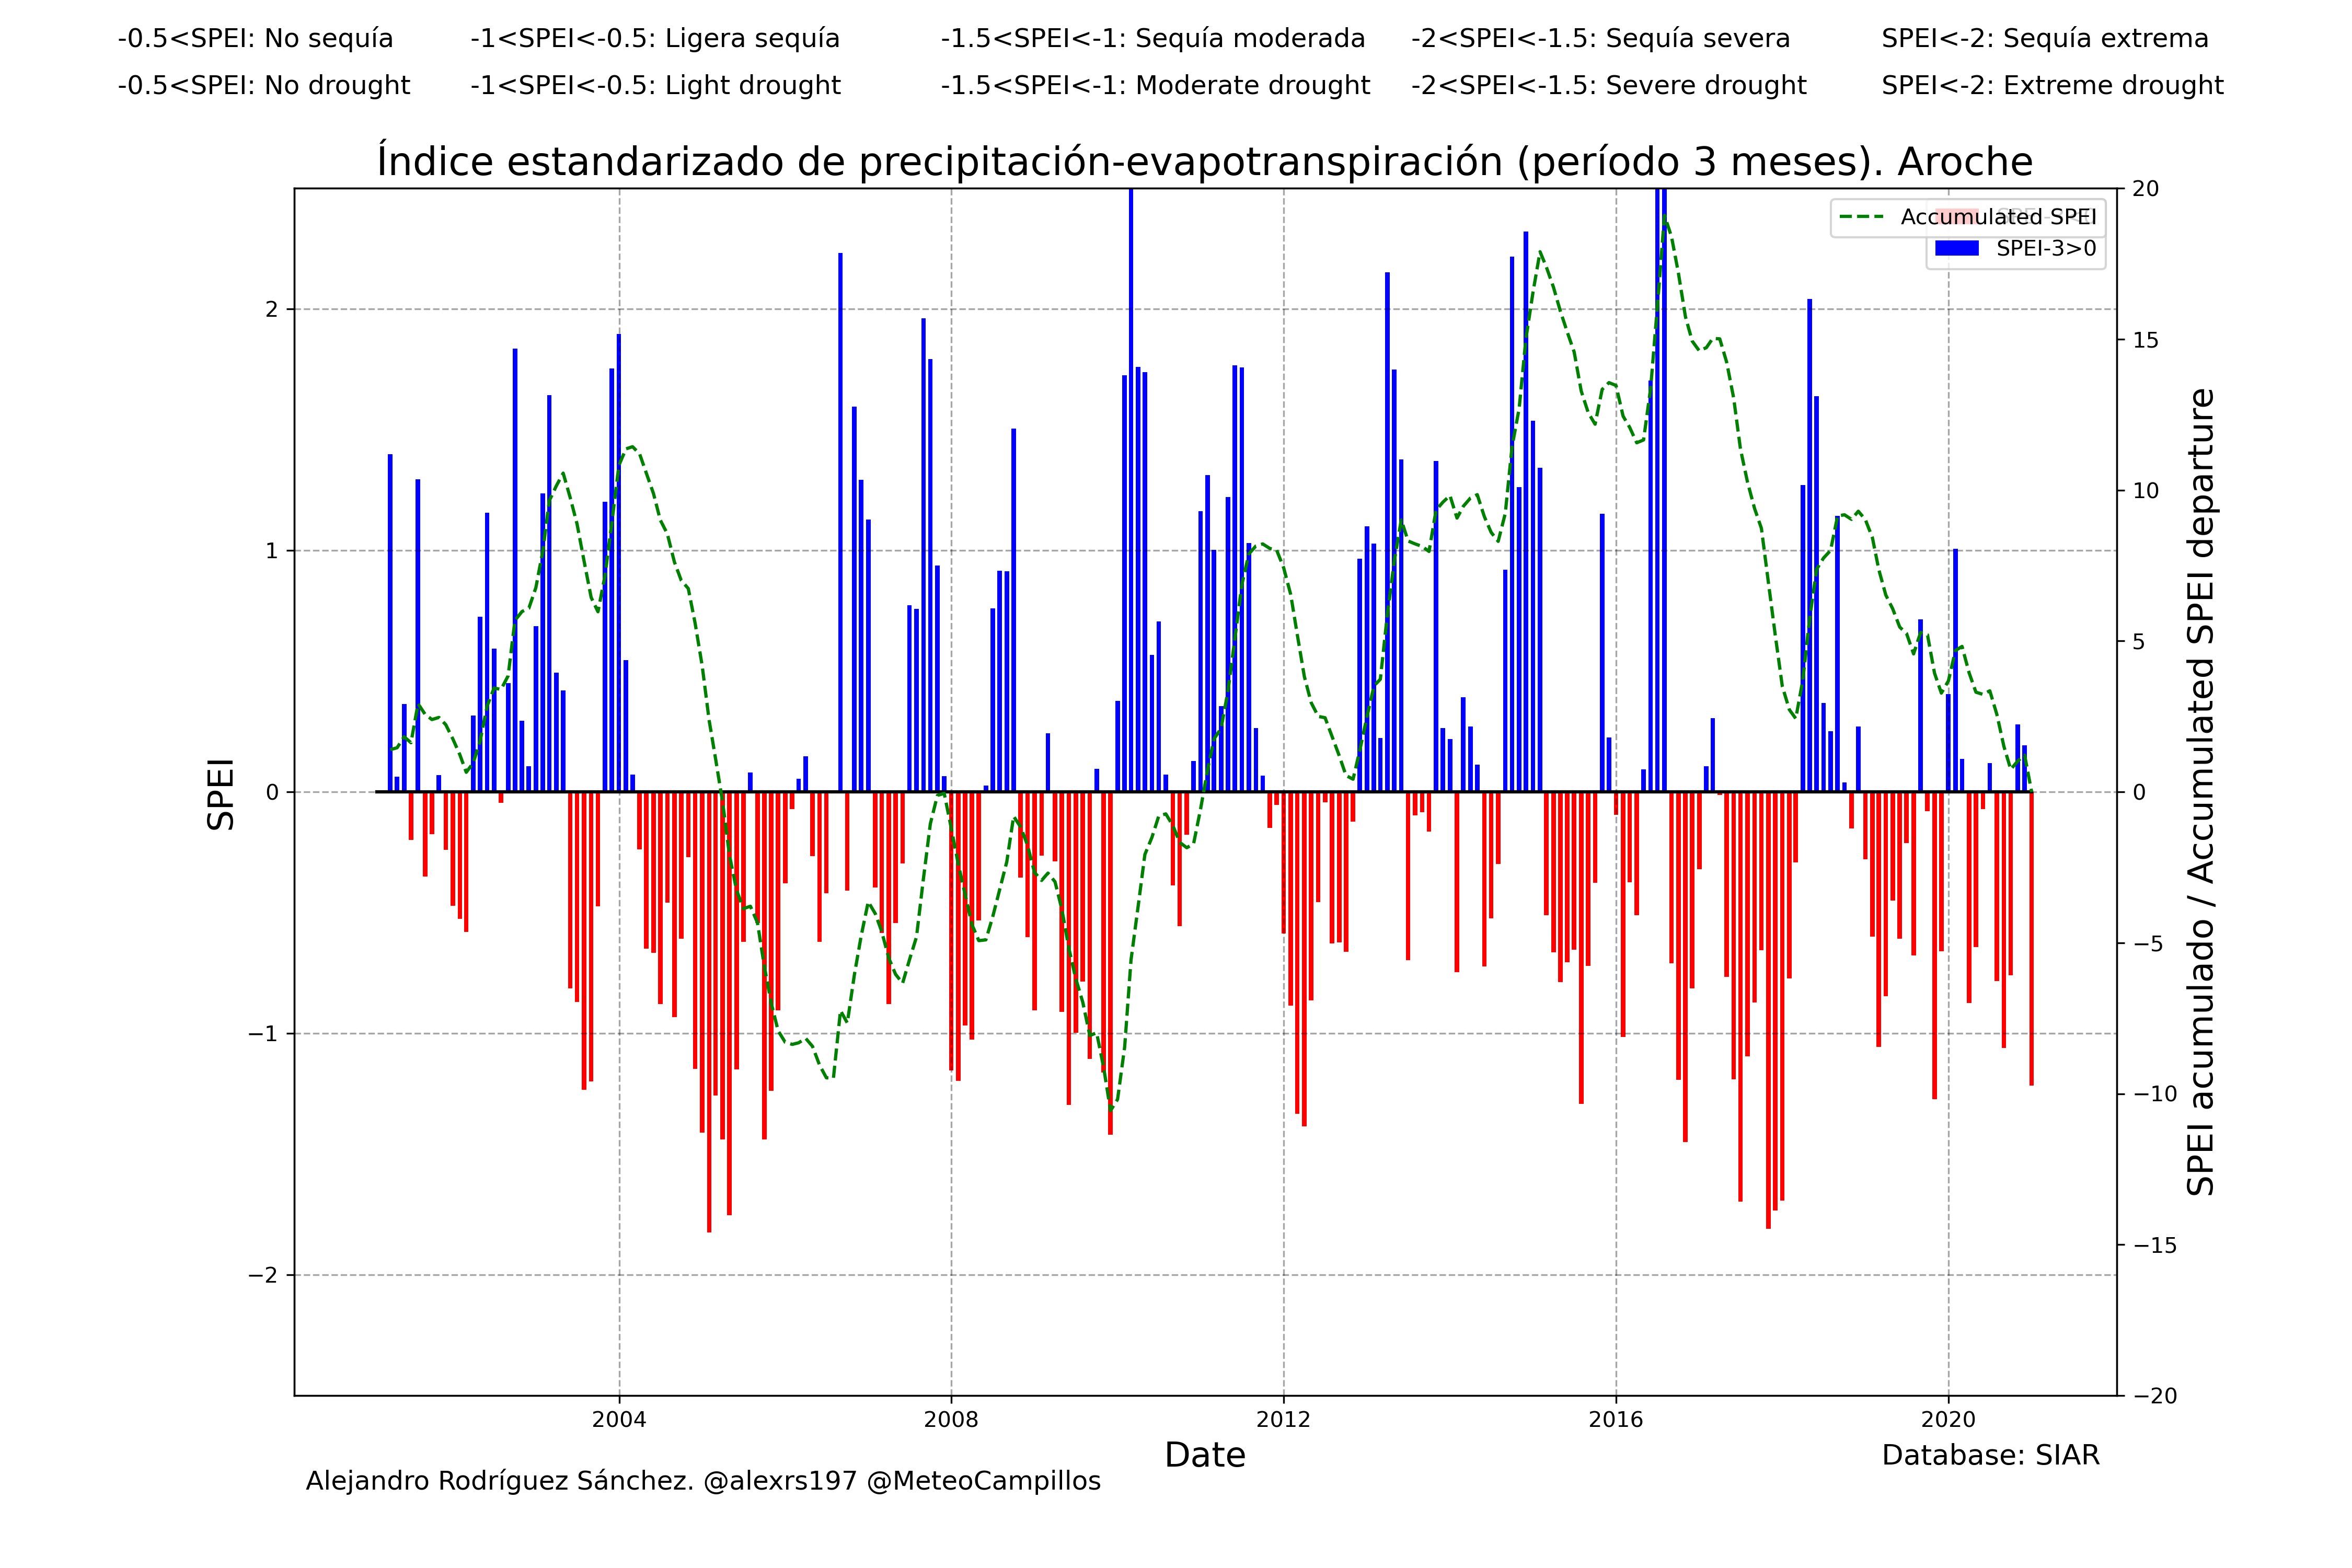 -0.5<SPEI: No sequía -1<SPEI<-0.5: Ligera sequía -1.5<SPEI<-1: Sequía moderada -2<SPEI<-1.5: Sequía severa SPEI<-2: Sequía extrema
-0.5<SPEI: No drought -1<SPEI<-0.5: Light drought -1.5<SPEI<-1: Moderate drought -2<SPEI<-1.5: Severe drought SPEI<-2: Extreme drought
Índice estandarizado de precipitación-evapotranspiración (período 3 meses). Aroche
Accumulated SPEI
SPEI-3>0
SPEI
2
1
0
−1
−2
20
15
10
5
0
−5
−10
−15
−20
SPEI acumulado / Accumulated SPEI departure
2004 2008 2012 2016 2020
Date
Database: SIAR
Alejandro Rodríguez Sánchez. @alexrs197 @MeteoCampillos